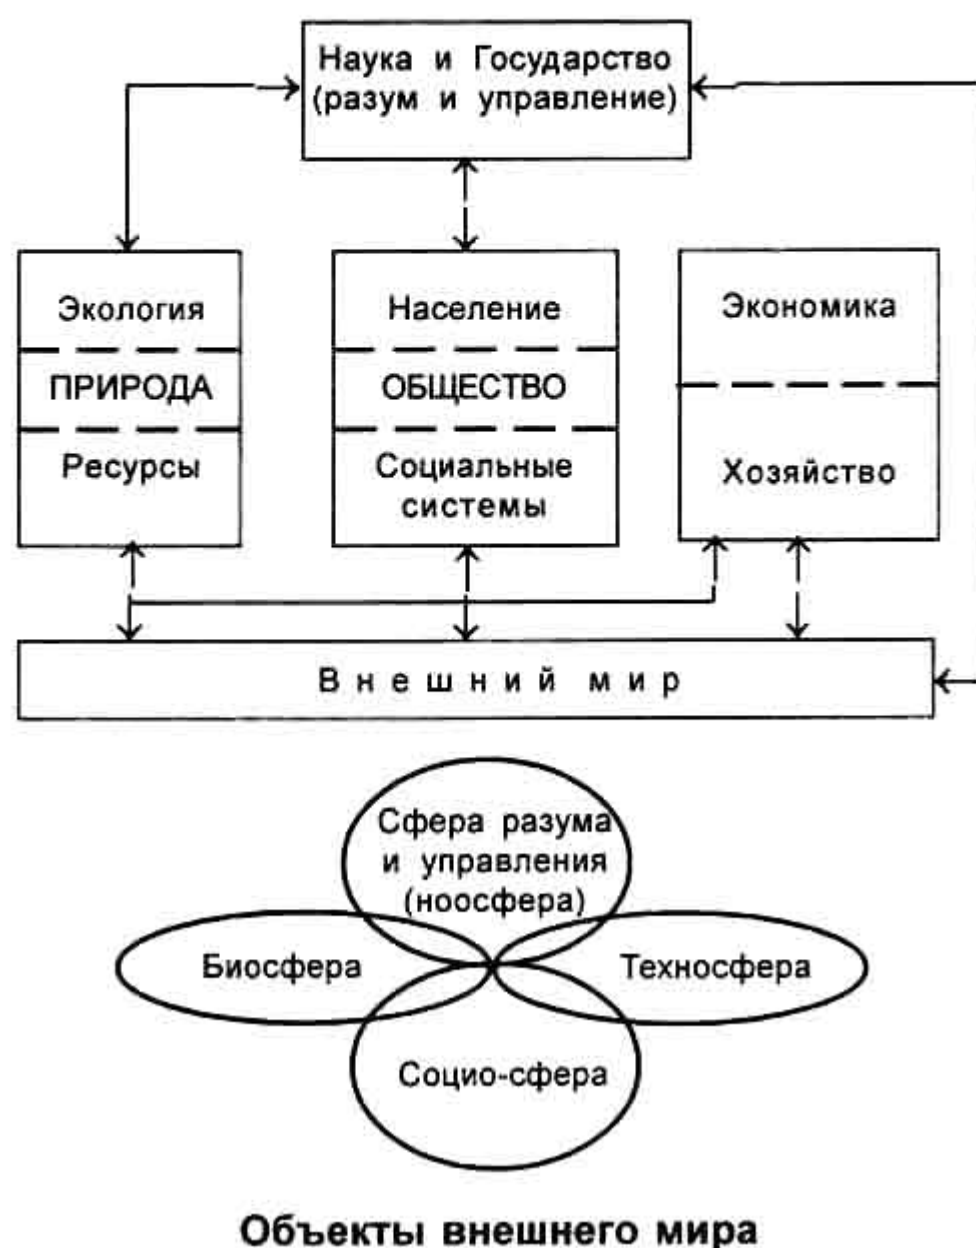 Наука и Государство
(разум и управление)
Экология
ПРИРОДА
Ресурсы
Население
ОБЩЕСТВО
Социальные
системы
Экономика
Хозяйство
Внешний мир
Сфера разума
и управления
(ноосфера)
Биосфера
Техносфера
Социо-сфера
Объекты внешнего мира